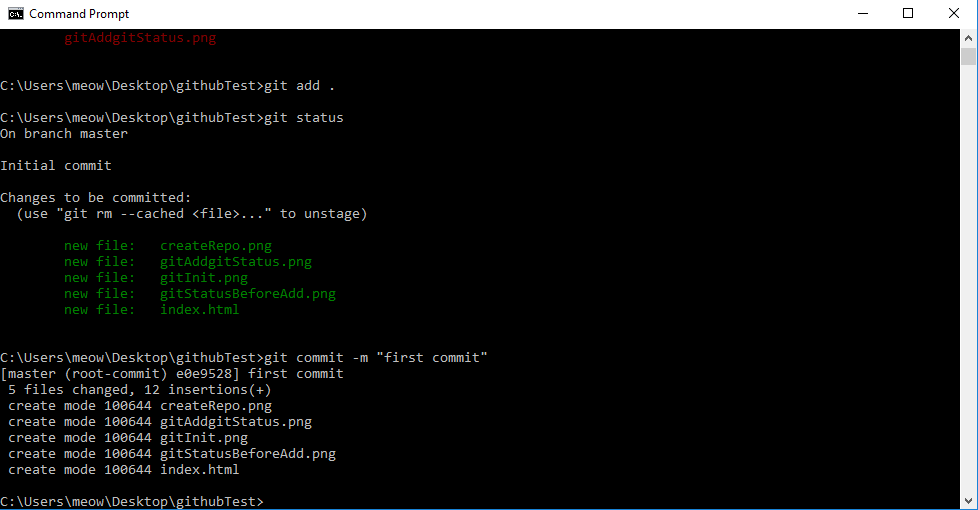 Command Prompt
gitAddgitStatus.png
C:\Users\meow\Desktop\githubTest>git add .
C:\Users\meow\Desktop\githubTest>git status
On branch master
Initial commit
Changes to be committed:
  (use "git rm --cached <file>..." to unstage)
        new file:   createRepo.png
        new file:   gitAddgitStatus.png
        new file:   gitInit.png
        new file:   gitStatusBeforeAdd.png
        new file:   index.html
C:\Users\meow\Desktop\githubTest>git commit -m "first commit"
[master (root-commit) e0e9528] first commit
 5 files changed, 12 insertions(+)
 create mode 100644 createRepo.png
 create mode 100644 gitAddgitStatus.png
 create mode 100644 gitInit.png
 create mode 100644 gitStatusBeforeAdd.png
 create mode 100644 index.html
C:\Users\meow\Desktop\githubTest>